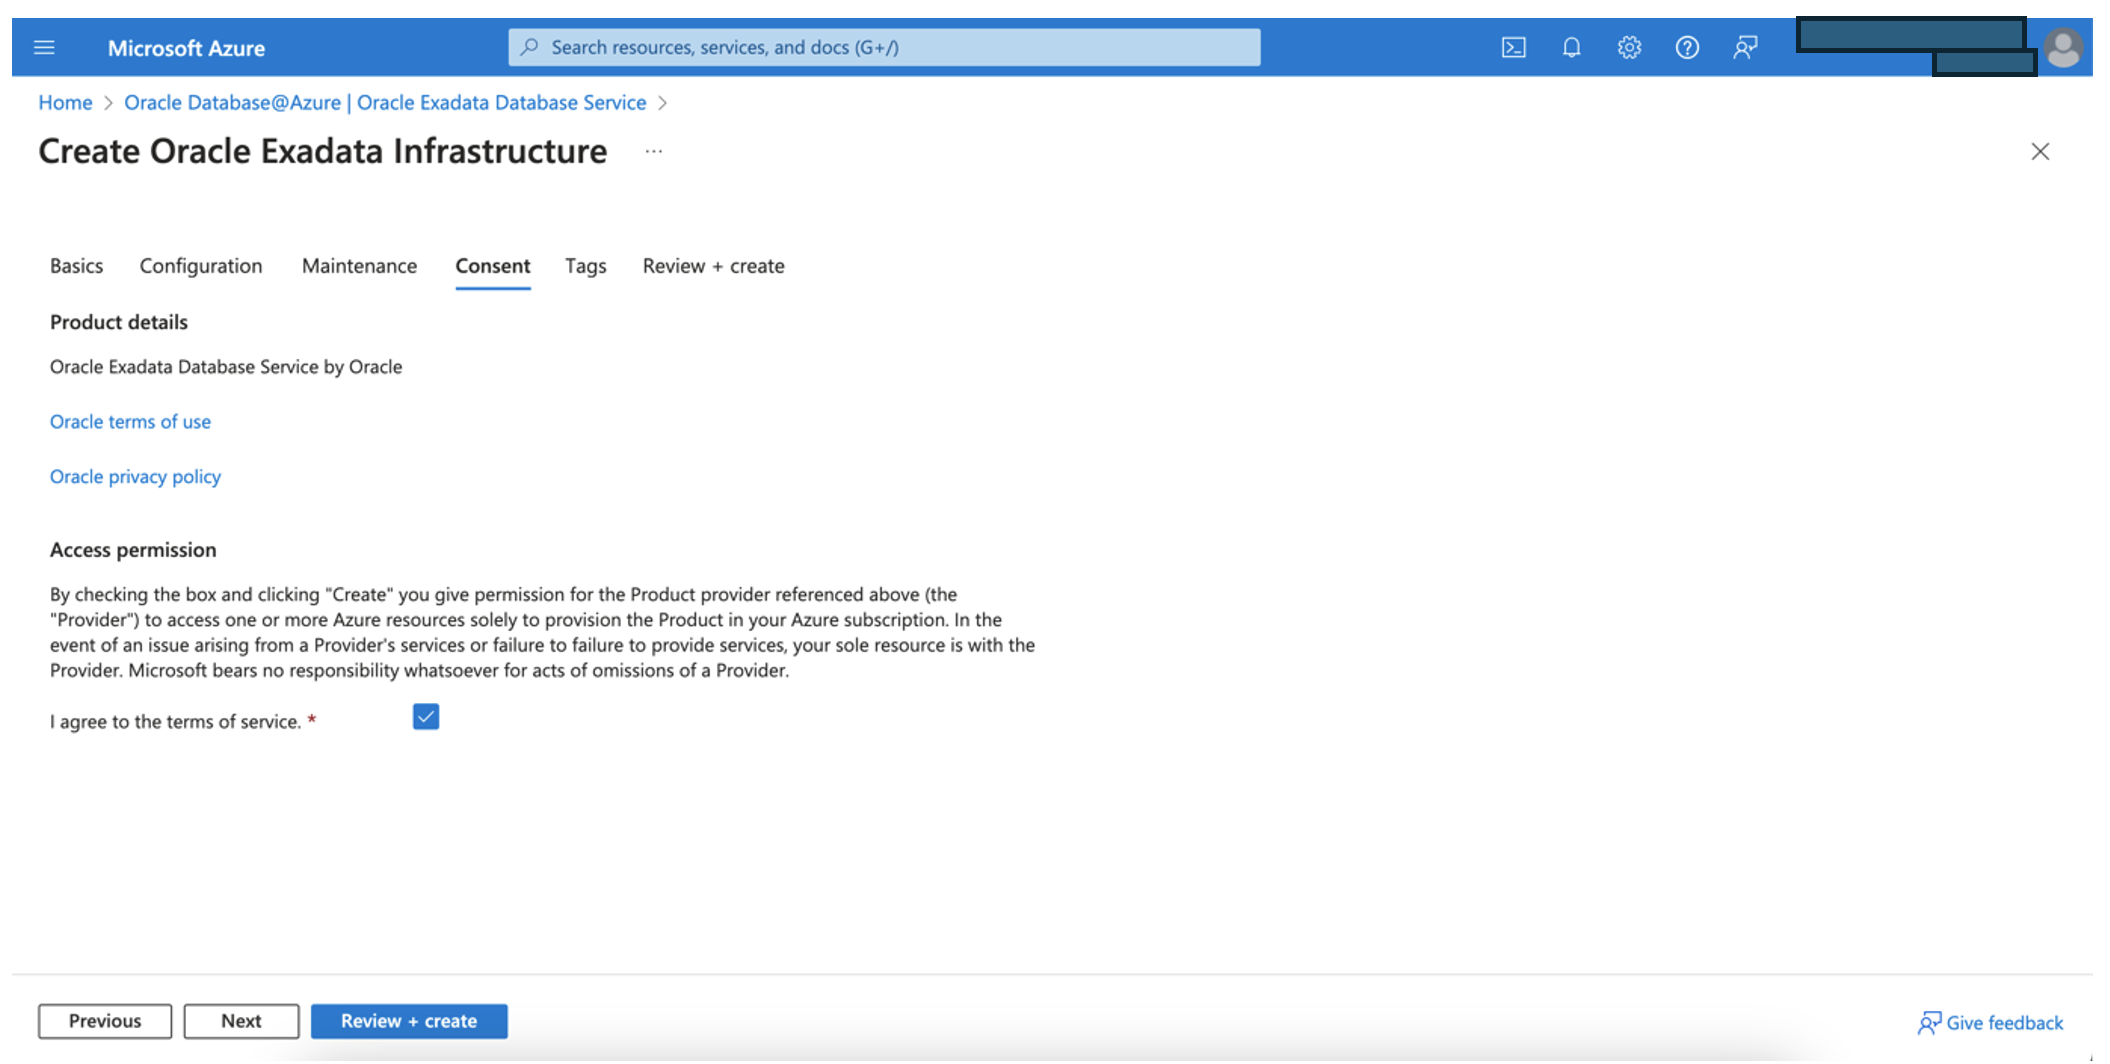 Microsoft Azure
Search resources, services, and docs (G+/)
Home > Oracle Database@Azure | Oracle Exadata Database Service >
Create Oracle Exadata Infrastructure ...
Basics Configuration Maintenance Consent Tags Review + create
Product details
Oracle Exadata Database Service by Oracle
Oracle terms of use
Oracle privacy policy
Access permission
By checking the box and clicking "Create" you give permission for the Product provider referenced above (the
"Provider") to access one or more Azure resources solely to provision the Product in your Azure subscription. In the
event of an issue arising from a Provider's services or failure to failure to provide services, your sole resource is with the
Provider. Microsoft bears no responsibility whatsoever for acts of omissions of a Provider.
I agree to the terms of service. *
Previous Next Review + create
Give feedback